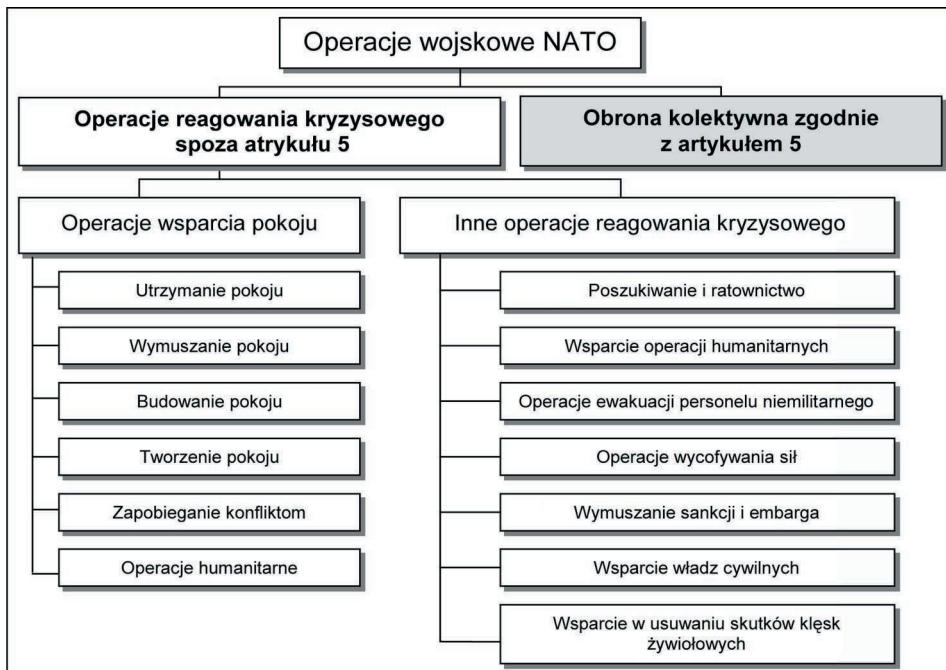 Operacje wojskowe NATO
Operacje reagowania kryzysowego
spoza atrykułu 5
Obrona kolektywna zgodnie
z artykułem 5
Operacje wsparcia pokoju
Utrzymanie pokoju
Wymuszanie pokoju
Budowanie pokoju
Tworzenie pokoju
Zapobieganie konfliktom
Operacje humanitarne
Inne operacje reagowania kryzysowego
Poszukiwanie i ratownictwo
Wsparcie operacji humanitarnych
Operacje ewakuacji personelu niemilitarnego
Operacje wycofywania sił
Wymuszanie sankcji i embarga
Wsparcie władz cywilnych
Wsparcie w usuwaniu skutków klęsk
żywiołowych